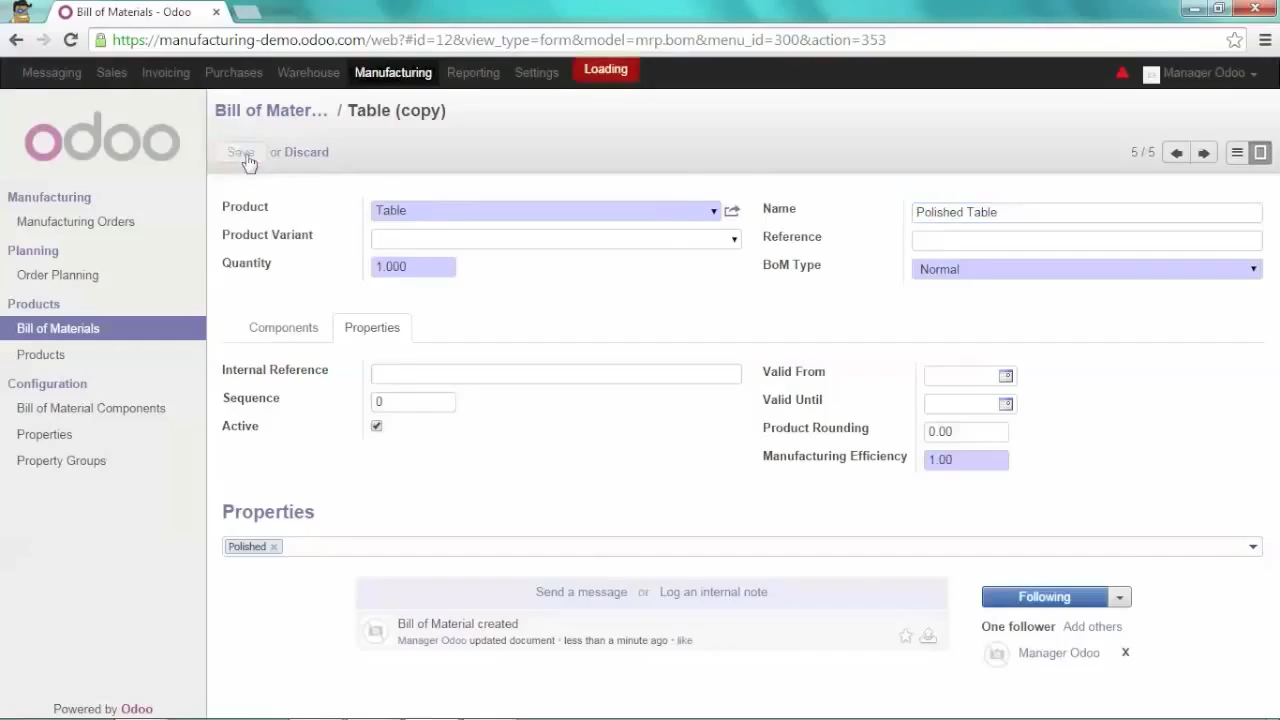 Bill of Materials - Odoo
https://manufacturing-demo.odoo.com/web?#id=12&view_type=form&model=mrp.bom&menu_id=300&action=353
Messaging Sales Invoicing Purchases Warehouse Manufacturing Reporting Settings Loading Manager Odoo
odoo
Bill of Mater... / Table (copy)
Save or Discard 5 / 5
Manufacturing
Manufacturing Orders
Planning
Order Planning
Products
Bill of Materials
Products
Configuration
Bill of Material Components
Properties
Property Groups
Powered by Odoo
Product Table
Product Variant
Quantity 1.000
Name Polished Table
Reference
BoM Type Normal
Components Properties
Internal Reference
Sequence 0
Active
Valid From
Valid Until
Product Rounding 0.00
Manufacturing Efficiency 1.00
Properties
Polished x
Send a message or Log an internal note
Bill of Material created
Manager Odoo updated document • less than a minute ago • like
Following
One follower Add others
Manager Odoo X